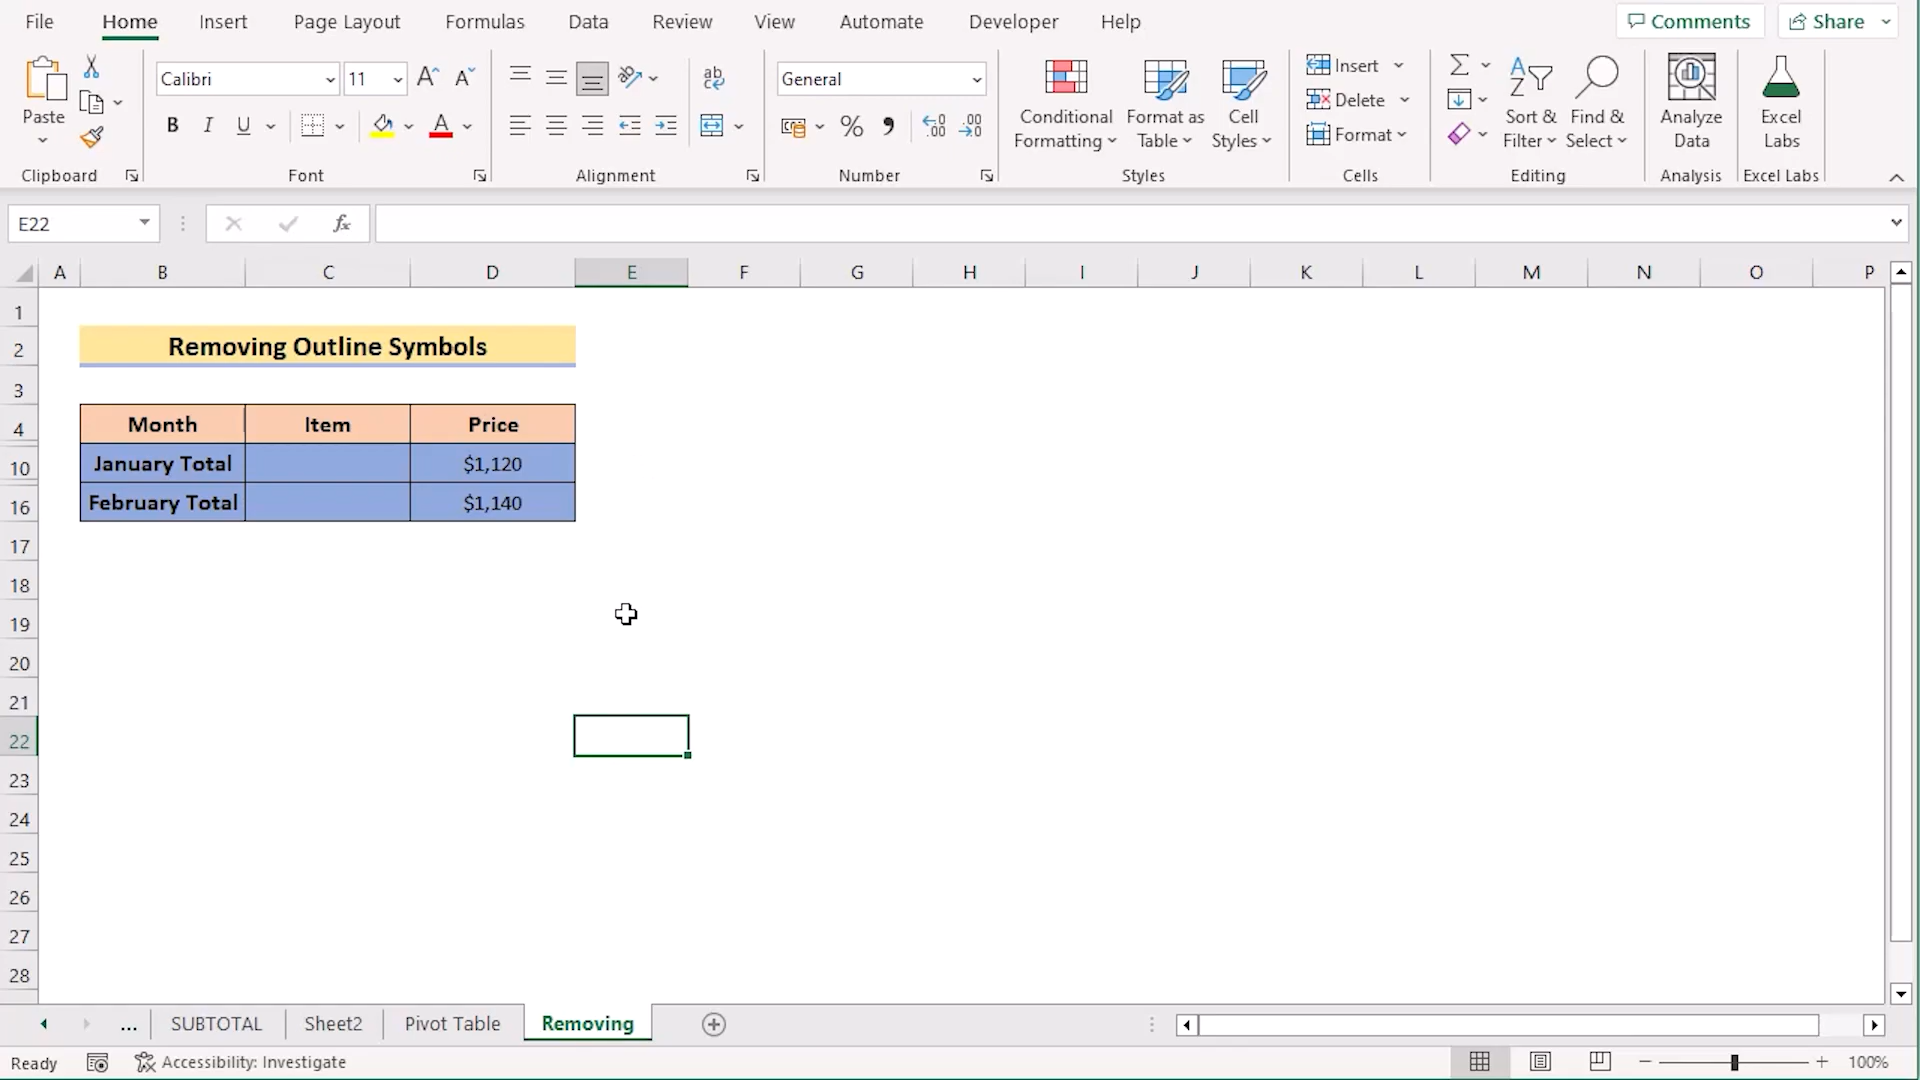 File Home Insert Page Layout Formulas Data Review View Automate Developer Help Comments Share
Paste Calibri 11 A A ab General Conditional Formatting Format as Table Cell Styles Insert Delete Format Sort & Filter Find & Select Analyze Data Excel Labs
B I U A % 9
Clipboard Font Alignment Number Styles Cells Editing Analysis Excel Labs
E22 fx
A B C D E F G H I J K L M N O P
1
2 Removing Outline Symbols
3
4 Month Item Price
10 January Total $1,120
16 February Total $1,140
17
18
19
20
21
22
23
24
25
26
27
28
... SUBTOTAL Sheet2 Pivot Table Removing
Ready Accessibility: Investigate 100%